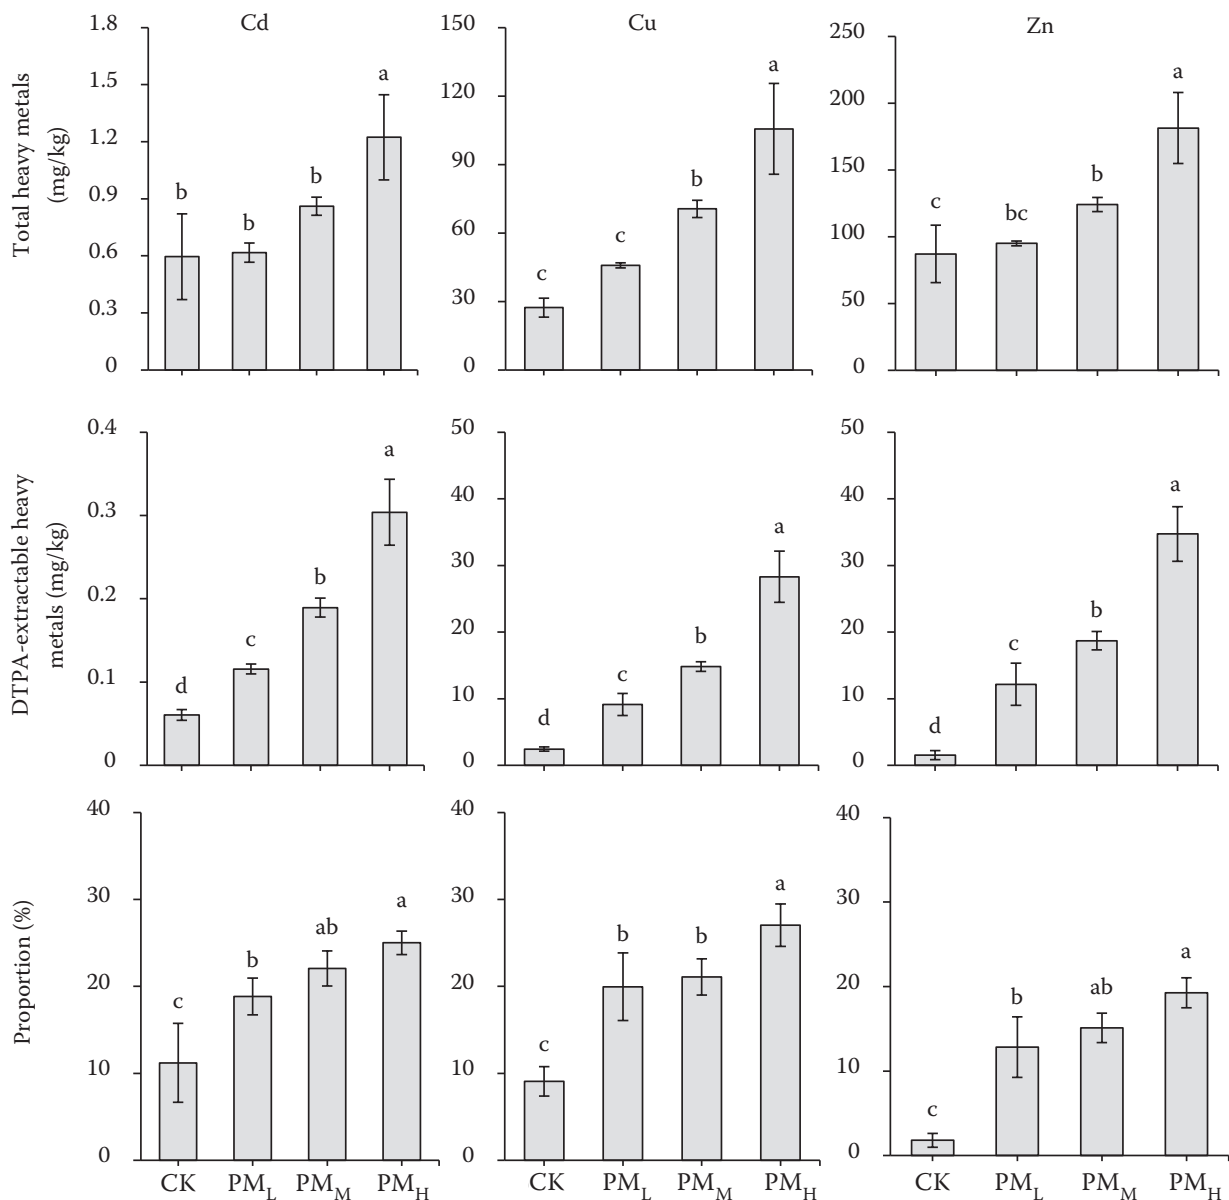 Cd
Cu
Zn
Total heavy metals
(mg/kg)
1.8
1.5
1.2
0.9
0.6
0.3
0
b
b
b
a
150
120
90
60
30
0
c
c
b
a
250
200
150
100
50
0
c
bc
b
a
DTPA-extractable heavy
metals (mg/kg)
0.4
0.3
0.2
0.1
0
d
c
b
a
50
40
30
20
10
0
d
c
b
a
50
40
30
20
10
0
d
c
b
a
Proportion (%)
40
30
20
10
0
c
b
ab
a
40
30
20
10
0
c
b
b
a
40
30
20
10
0
c
b
ab
a
CK PM_L PM_M PM_H
CK PM_L PM_M PM_H
CK PM_L PM_M PM_H